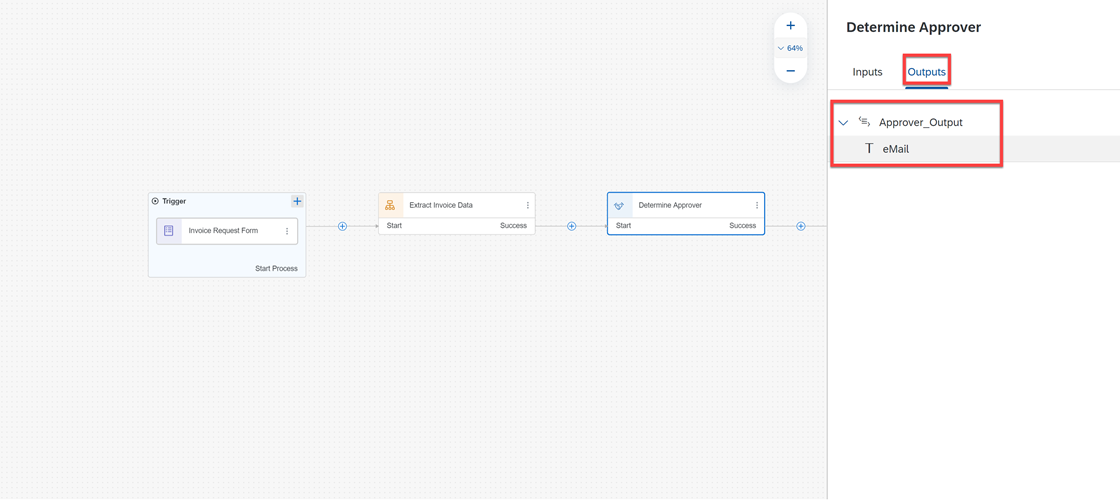 64%
Determine Approver
Inputs
Outputs
Approver_Output
eMail
Trigger
Invoice Request Form
Start Process
Extract Invoice Data
Start
Success
Determine Approver
Start
Success